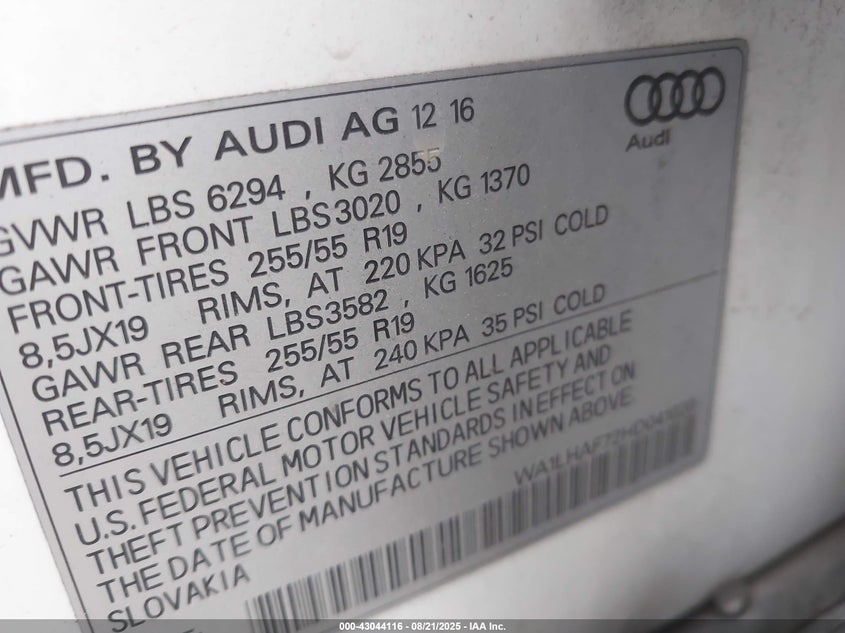 MFD. BY AUDI AG 12 16
Audi
GVWR LBS 6294 , KG 2855
GAWR FRONT LBS3020 , KG 1370
FRONT-TIRES 255/55 R19
8,5JX19 RIMS, AT 220 KPA 32 PSI COLD
GAWR REAR LBS3582 , KG 1625
REAR-TIRES 255/55 R19
8,5JX19 RIMS, AT 240 KPA 35 PSI COLD
THIS VEHICLE CONFORMS TO ALL APPLICABLE
U.S. FEDERAL MOTOR VEHICLE SAFETY AND
THEFT PREVENTION STANDARDS IN EFFECT ON
THE DATE OF MANUFACTURE SHOWN ABOVE.
SLOVAKIA
000-43044116 - 08/21/2025 - IAA Inc.